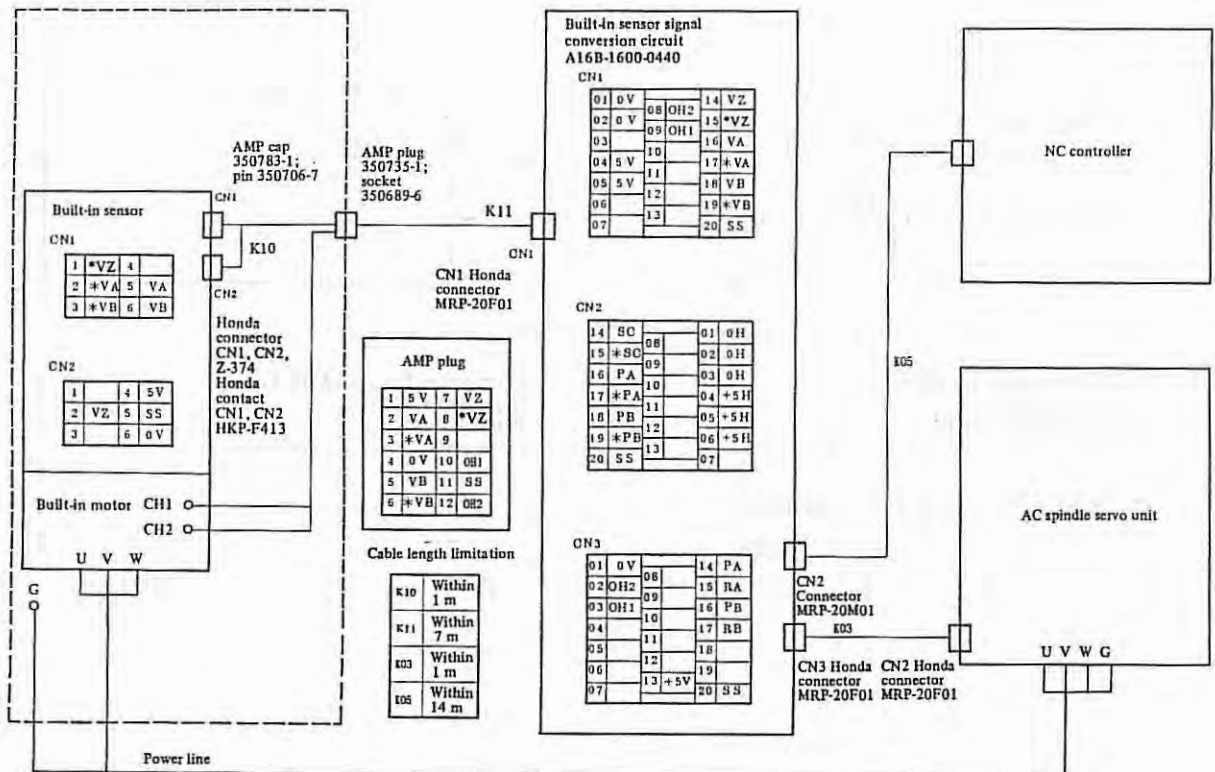 Built-in sensor signal
conversion circuit
A16B-1600-0440
CN1
01 0V 14 VZ
08 OH2
02 0V 15 *VZ
09 OH1
03 16 VA
10
04 5V 17 *VA
11
05 5V 18 VB
12
06 19 *VB
13
07 20 SS
NC controller
AMP cap
350783-1;
pin 350706-7
AMP plug
350735-1;
socket
350689-6
CN1
K10
CN2
K11
CN1
Built-in sensor
CN1
1 *VZ 4
2 *VA 5 VA
3 *VB 6 VB
CN2
1 4 5V
2 VZ 5 SS
3 6 0V
Honda
connector
CN1, CN2,
Z-374
Honda
contact
CN1, CN2
HKP-F413
CN1 Honda
connector
MRP-20F01
AMP plug
1 5V 7 VZ
2 VA 8 *VZ
3 *VA 9
4 0V 10 OH1
5 VB 11 SS
6 *VB 12 OH2
CN2
14 SC 01 0H
08
15 *SC 02 0H
09
16 PA 03 0H
10
17 *PA 04 +5H
11
18 PB 05 +5H
12
19 *PB 06 +5H
13
20 SS 07
K05
Built-in motor CH1
CH2
U V W
G
Cable length limitation
K10 Within
1 m
K11 Within
7 m
K03 Within
1 m
K05 Within
14 m
CN3
01 0V 14 PA
08
02 OH2 15 RA
09
03 OH1 16 PB
10
04 17 RB
11
05 18
12
06 19
13 +5V
07 20 SS
CN2
Connector
MRP-20M01
K03
CN3 Honda
connector
MRP-20F01
CN2 Honda
connector
MRP-20F01
AC spindle servo unit
U V W G
Power line